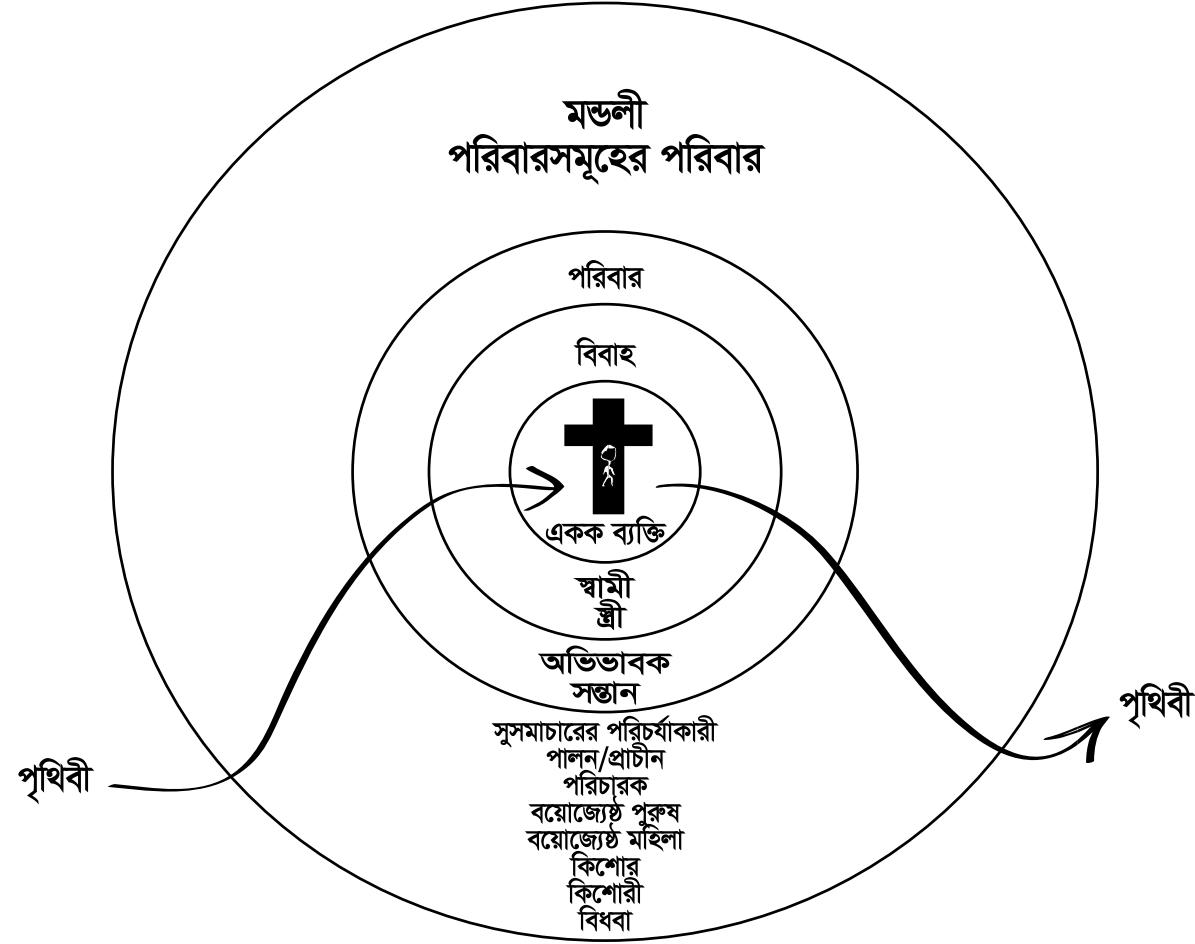 মন্ডলী
পরিবারসমূহের পরিবার
পরিবার
বিবাহ
একক ব্যক্তি
স্বামী
স্ত্রী
অভিভাবক
সন্তান
সুসমাচারের পরিচর্যাকারী
পালন/প্রাচীন
পরিচারক
বয়োজ্যেষ্ঠ পুরুষ
বয়োজ্যেষ্ঠ মহিলা
কিশোর
কিশোরী
বিধবা
পৃথিবী
পৃথিবী